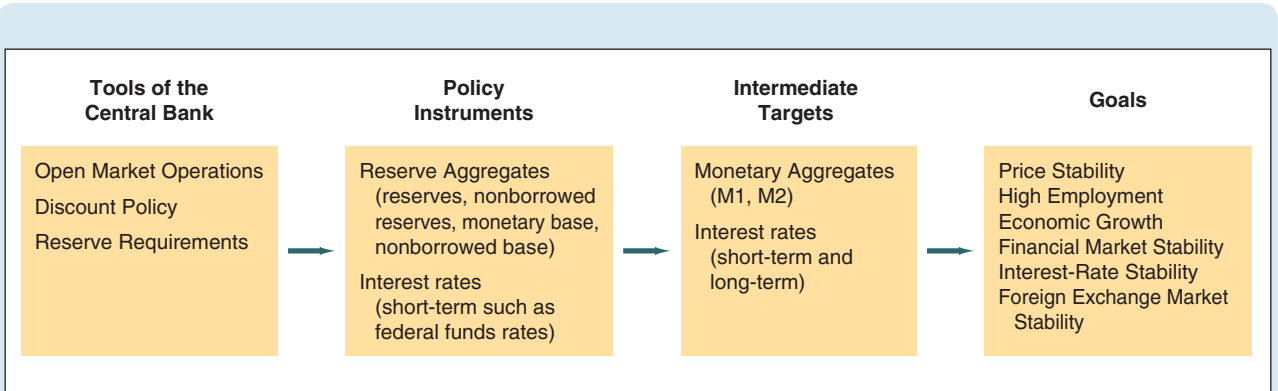 Tools of the
Central Bank
Open Market Operations
Discount Policy
Reserve Requirements
Policy
Instruments
Reserve Aggregates
(reserves, nonborrowed
reserves, monetary base,
nonborrowed base)
Interest rates
(short-term such as
federal funds rates)
Intermediate
Targets
Monetary Aggregates
(M1, M2)
Interest rates
(short-term and
long-term)
Goals
Price Stability
High Employment
Economic Growth
Financial Market Stability
Interest-Rate Stability
Foreign Exchange Market
Stability